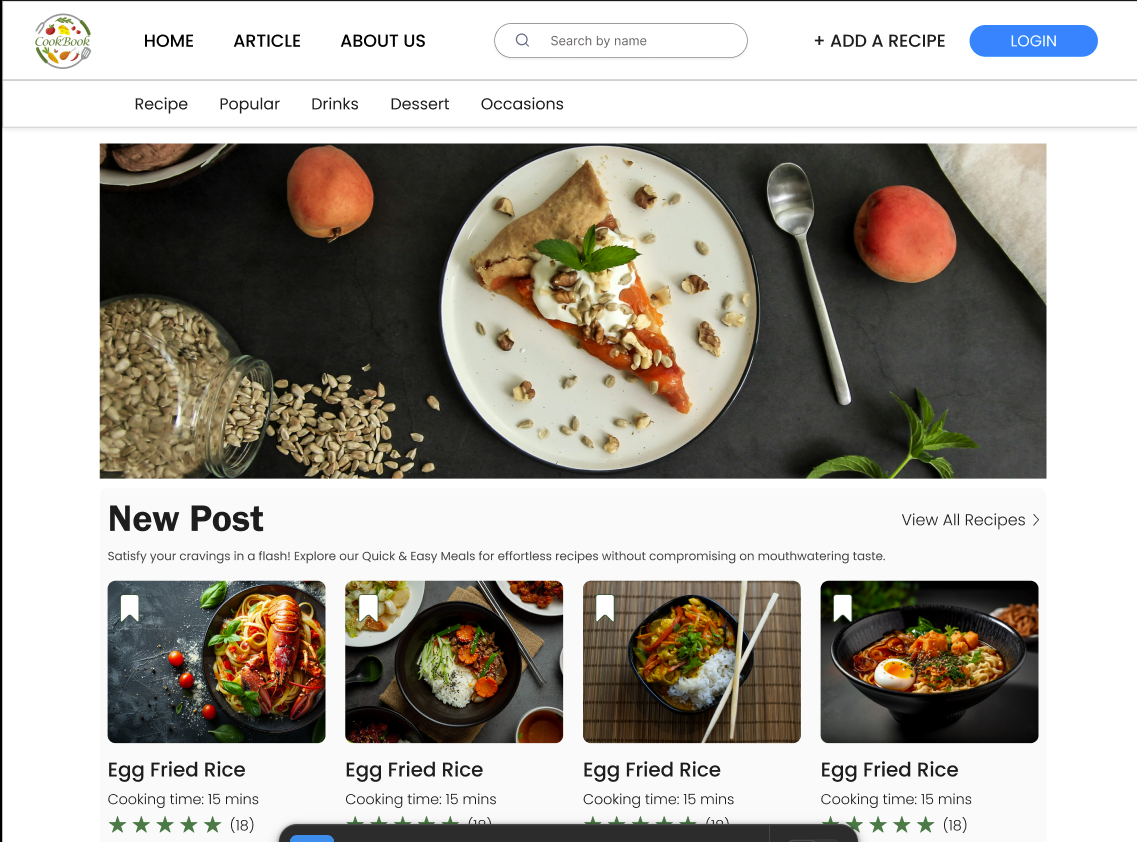 CookBook
HOME ARTICLE ABOUT US Search by name + ADD A RECIPE LOGIN
Recipe Popular Drinks Dessert Occasions
New Post
View All Recipes >
Satisfy your cravings in a flash! Explore our Quick & Easy Meals for effortless recipes without compromising on mouthwatering taste.
Egg Fried Rice Egg Fried Rice Egg Fried Rice Egg Fried Rice
Cooking time: 15 mins Cooking time: 15 mins Cooking time: 15 mins Cooking time: 15 mins
★ ★ ★ ★ ★ (18) ★ ★ ★ ★ ★ (18) ★ ★ ★ ★ ★ (18) ★ ★ ★ ★ ★ (18)